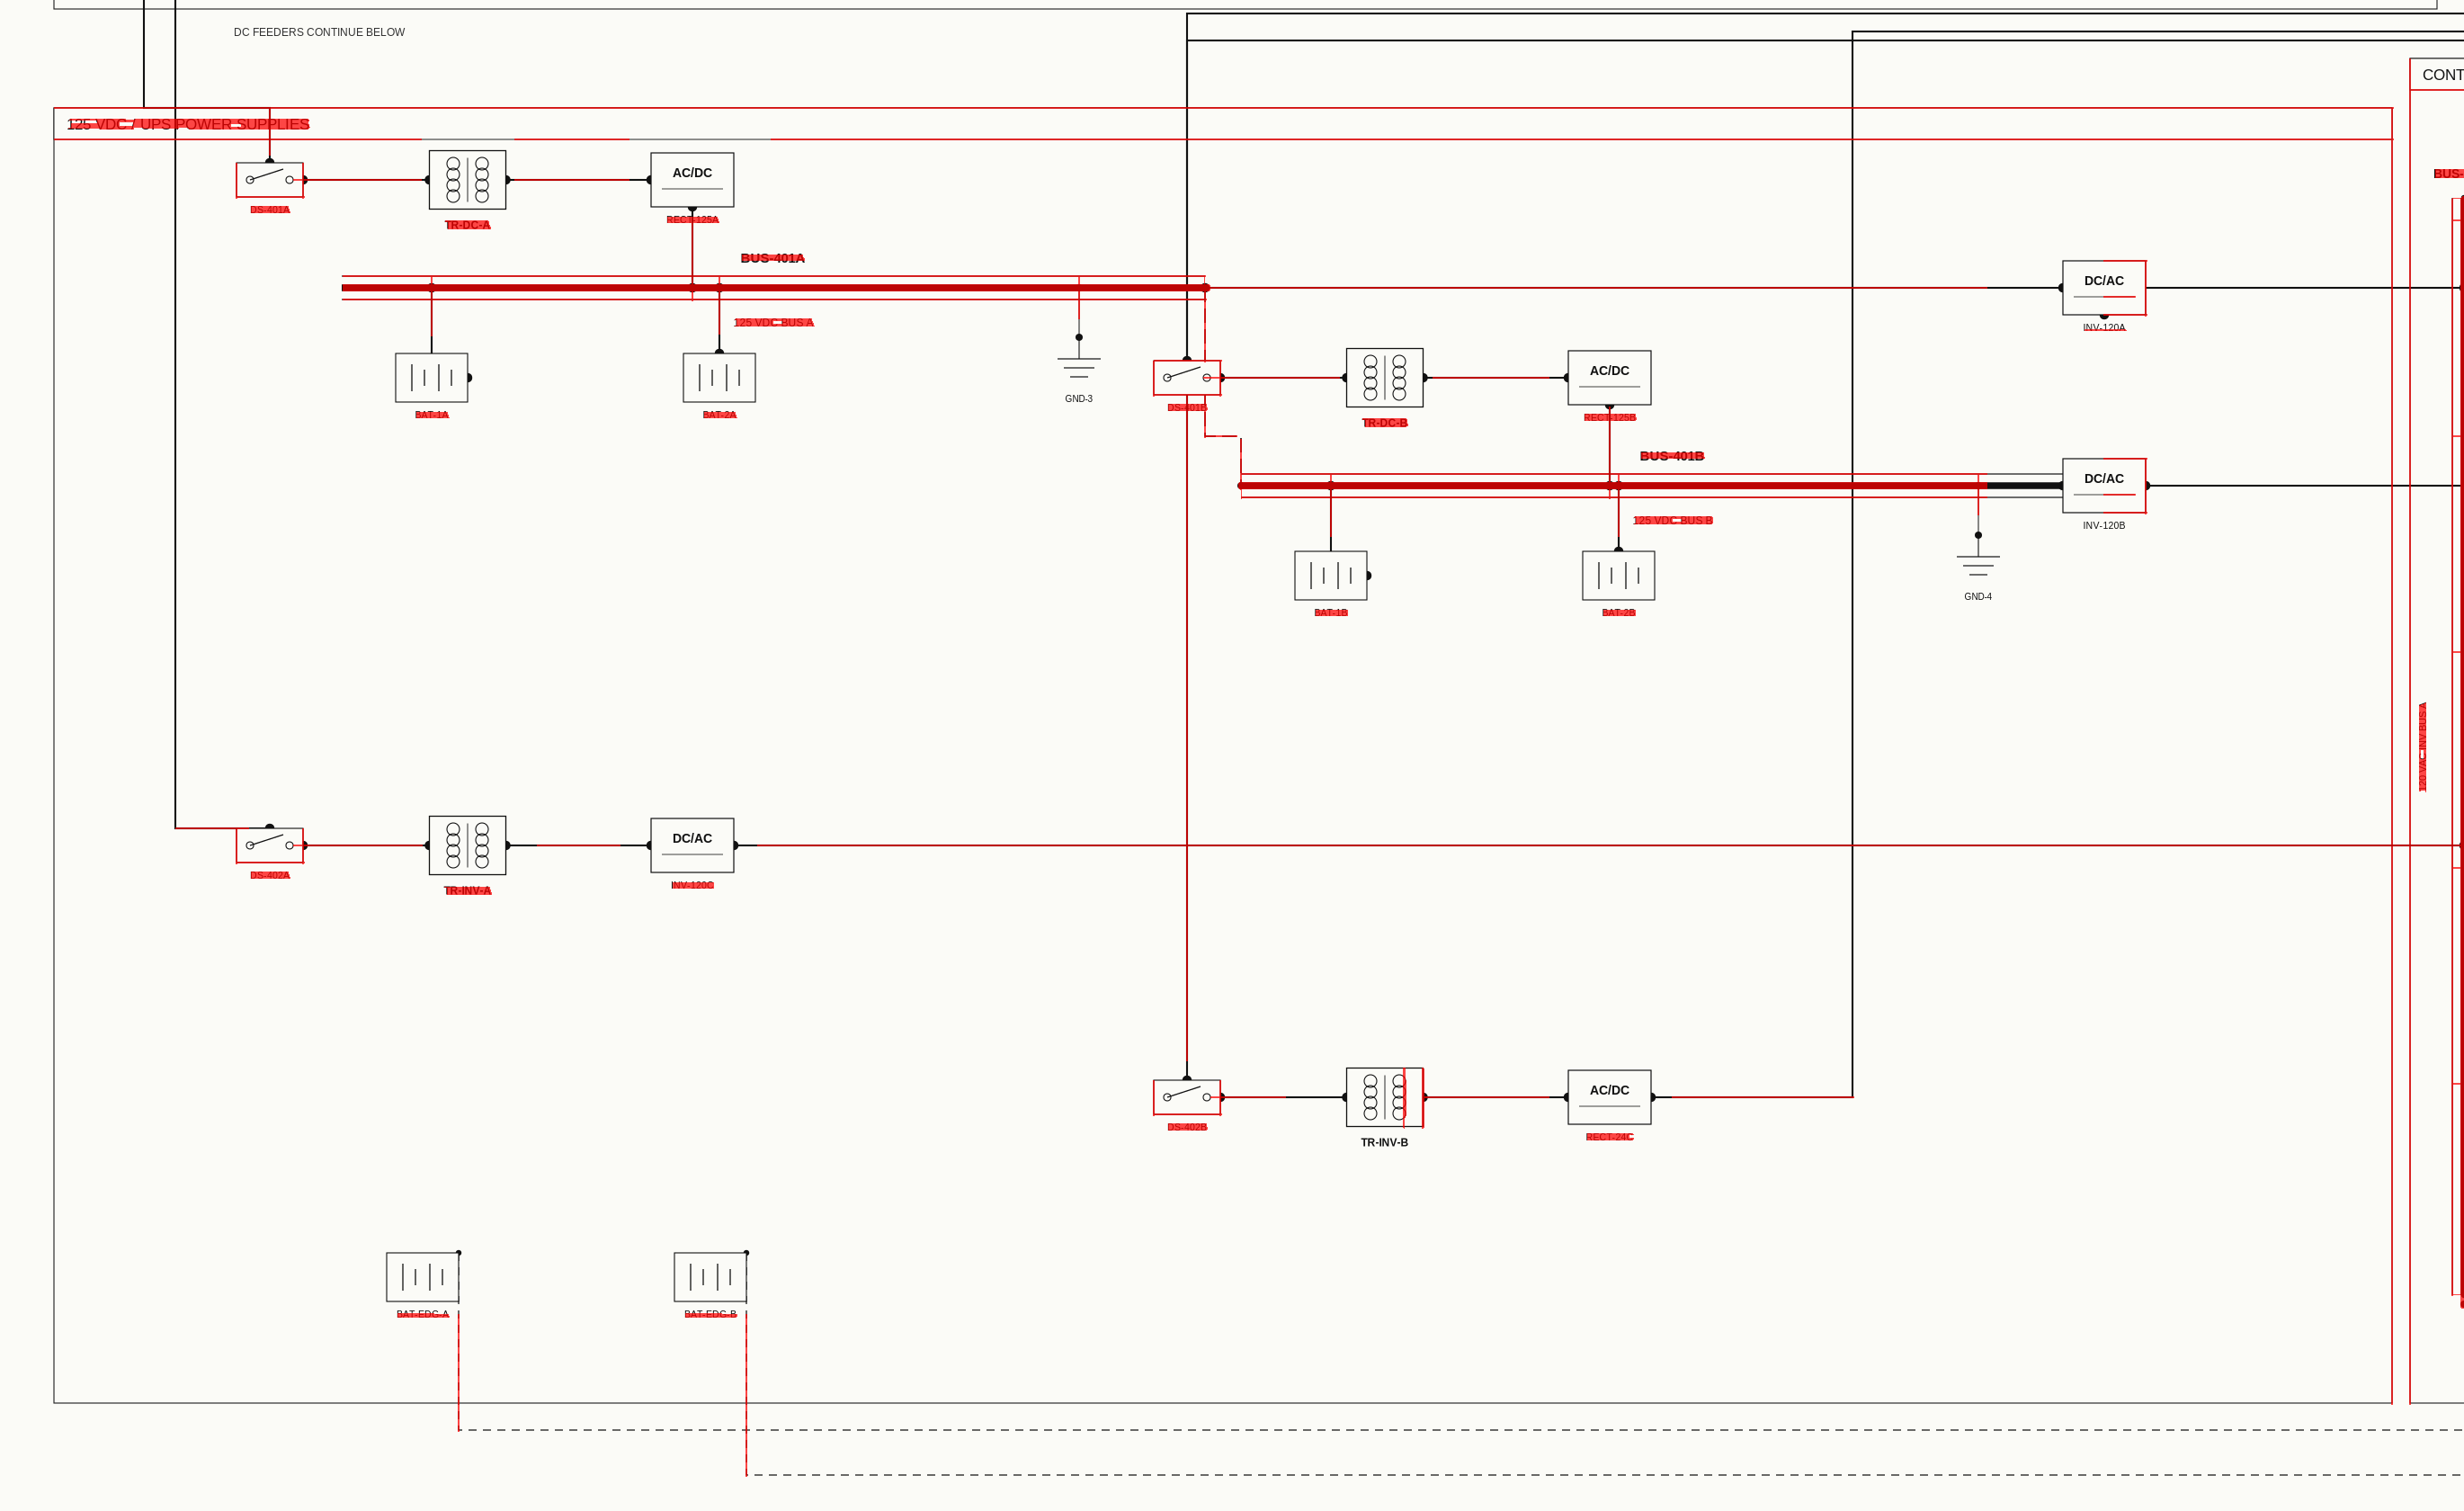 DC FEEDERS CONTINUE BELOW
CONT
125 VDC / UPS POWER SUPPLIES
AC/DC
BUS-
DS-401A
TR-DC-A
RECT-125A
BUS-401A
DC/AC
125 VDC BUS A
INV-120A
AC/DC
GND-3
BAT-1A
BAT-2A
DS-401B
TR-DC-B
RECT-125B
BUS-401B
DC/AC
125 VDC BUS B
INV-120B
GND-4
BAT-1B
BAT-2B
120 VAC INV BUS A
DC/AC
DS-402A
TR-INV-A
INV-120C
AC/DC
DS-402B
TR-INV-B
RECT-24C
BAT-EDG-A
BAT-EDG-B